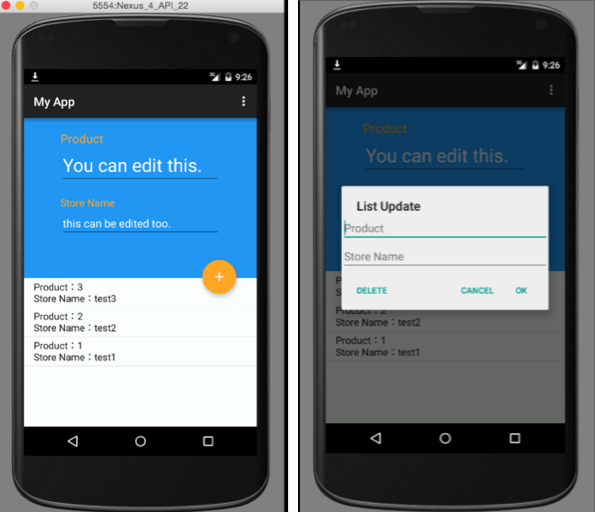 5554:Nexus_4_API_22
9:26
My App
Product
You can edit this.
Store Name
this can be edited too.
+
Product：3
Store Name：test3
Product：2
Store Name：test2
Product：1
Store Name：test1
9:26
My App
Product
You can edit this.
List Update
Product
Store Name
DELETE CANCEL OK
Product：2
Store Name：test2
Product：1
Store Name：test1